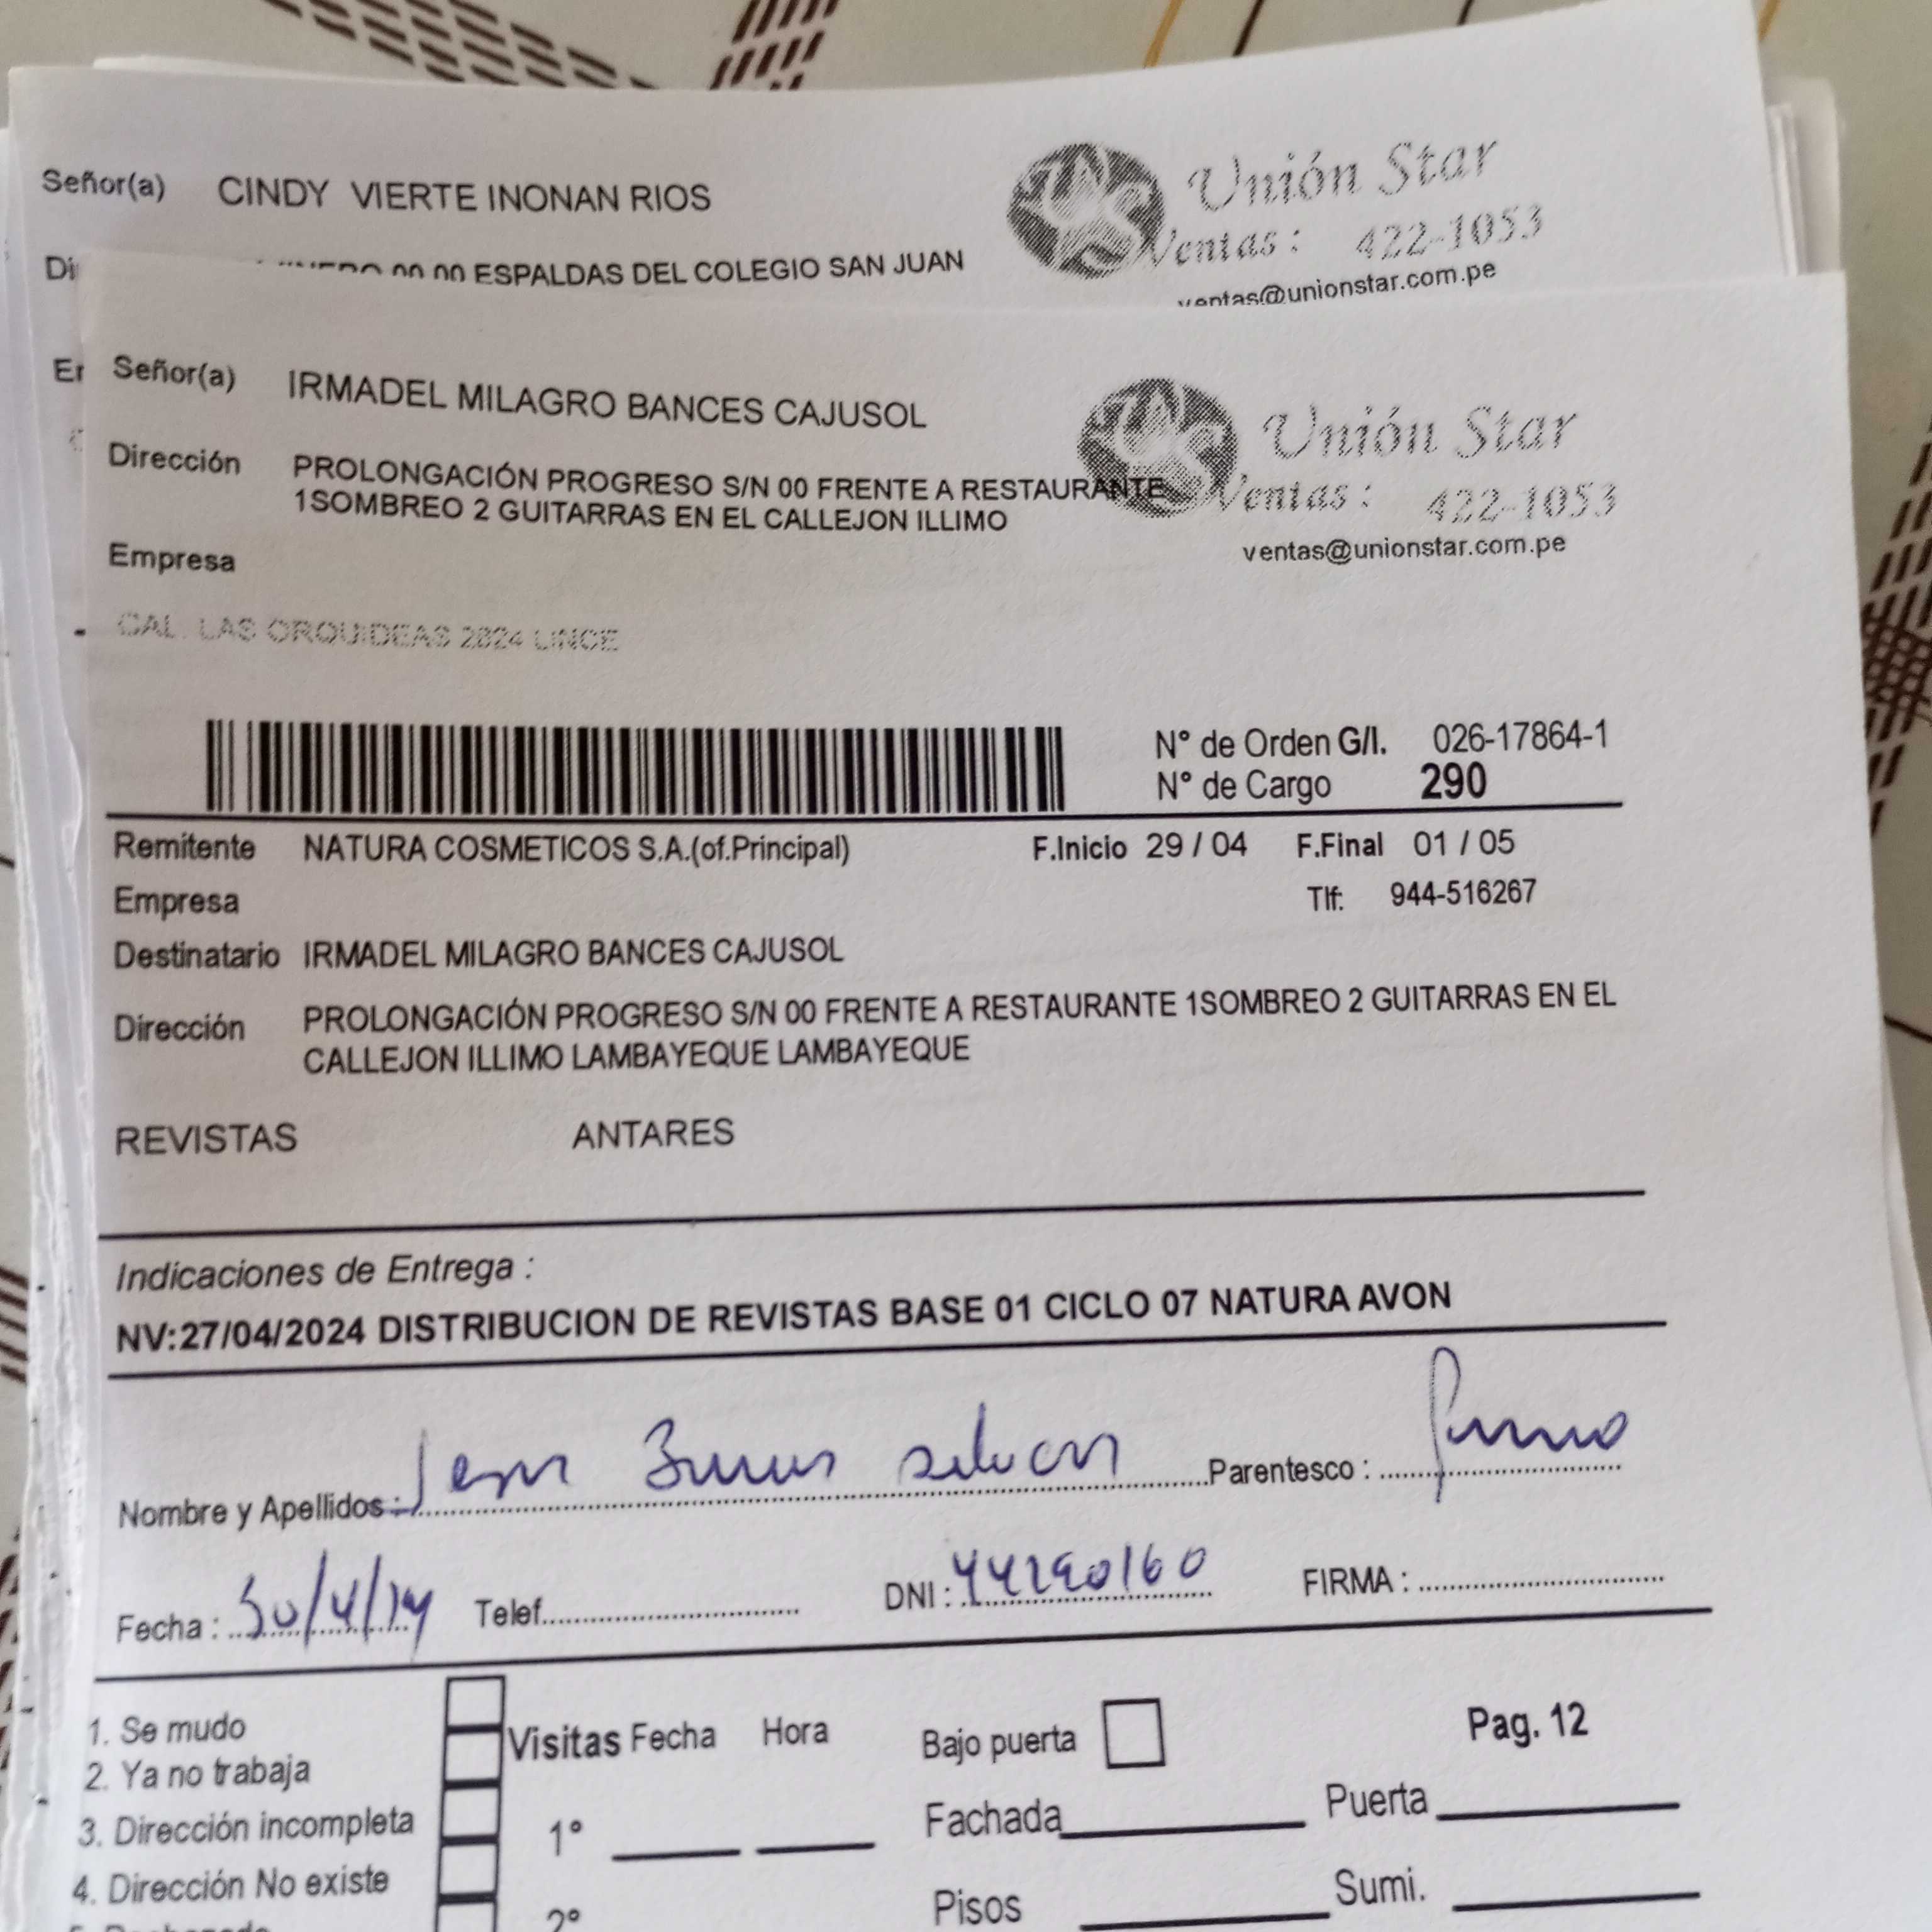 Señor(a) CINDY VIERTE INONAN RIOS
Unión Star
Ventas : 422-1053
ventas@unionstar.com.pe
00 00 ESPALDAS DEL COLEGIO SAN JUAN
Señor(a) IRMADEL MILAGRO BANCES CAJUSOL
Unión Star
Ventas : 422-1053
ventas@unionstar.com.pe
Dirección PROLONGACIÓN PROGRESO S/N 00 FRENTE A RESTAURANTE
1SOMBREO 2 GUITARRAS EN EL CALLEJON ILLIMO
Empresa
CAL. LAS ORQUIDEAS 2824 LINCE
N° de Orden G/I. 026-17864-1
N° de Cargo 290
Remitente NATURA COSMETICOS S.A.(of.Principal) F.Inicio 29 / 04 F.Final 01 / 05
Empresa Tlf: 944-516267
Destinatario IRMADEL MILAGRO BANCES CAJUSOL
Dirección PROLONGACIÓN PROGRESO S/N 00 FRENTE A RESTAURANTE 1SOMBREO 2 GUITARRAS EN EL
CALLEJON ILLIMO LAMBAYEQUE LAMBAYEQUE
REVISTAS ANTARES
Indicaciones de Entrega :
NV:27/04/2024 DISTRIBUCION DE REVISTAS BASE 01 CICLO 07 NATURA AVON
Nombre y Apellidos : Parentesco :
Fecha : Telef. DNI : 44290160 FIRMA :
1. Se mudo
2. Ya no trabaja
3. Dirección incompleta
4. Dirección No existe
Visitas Fecha Hora
1°
2°
Bajo puerta
Pag. 12
Fachada Puerta
Pisos Sumi.